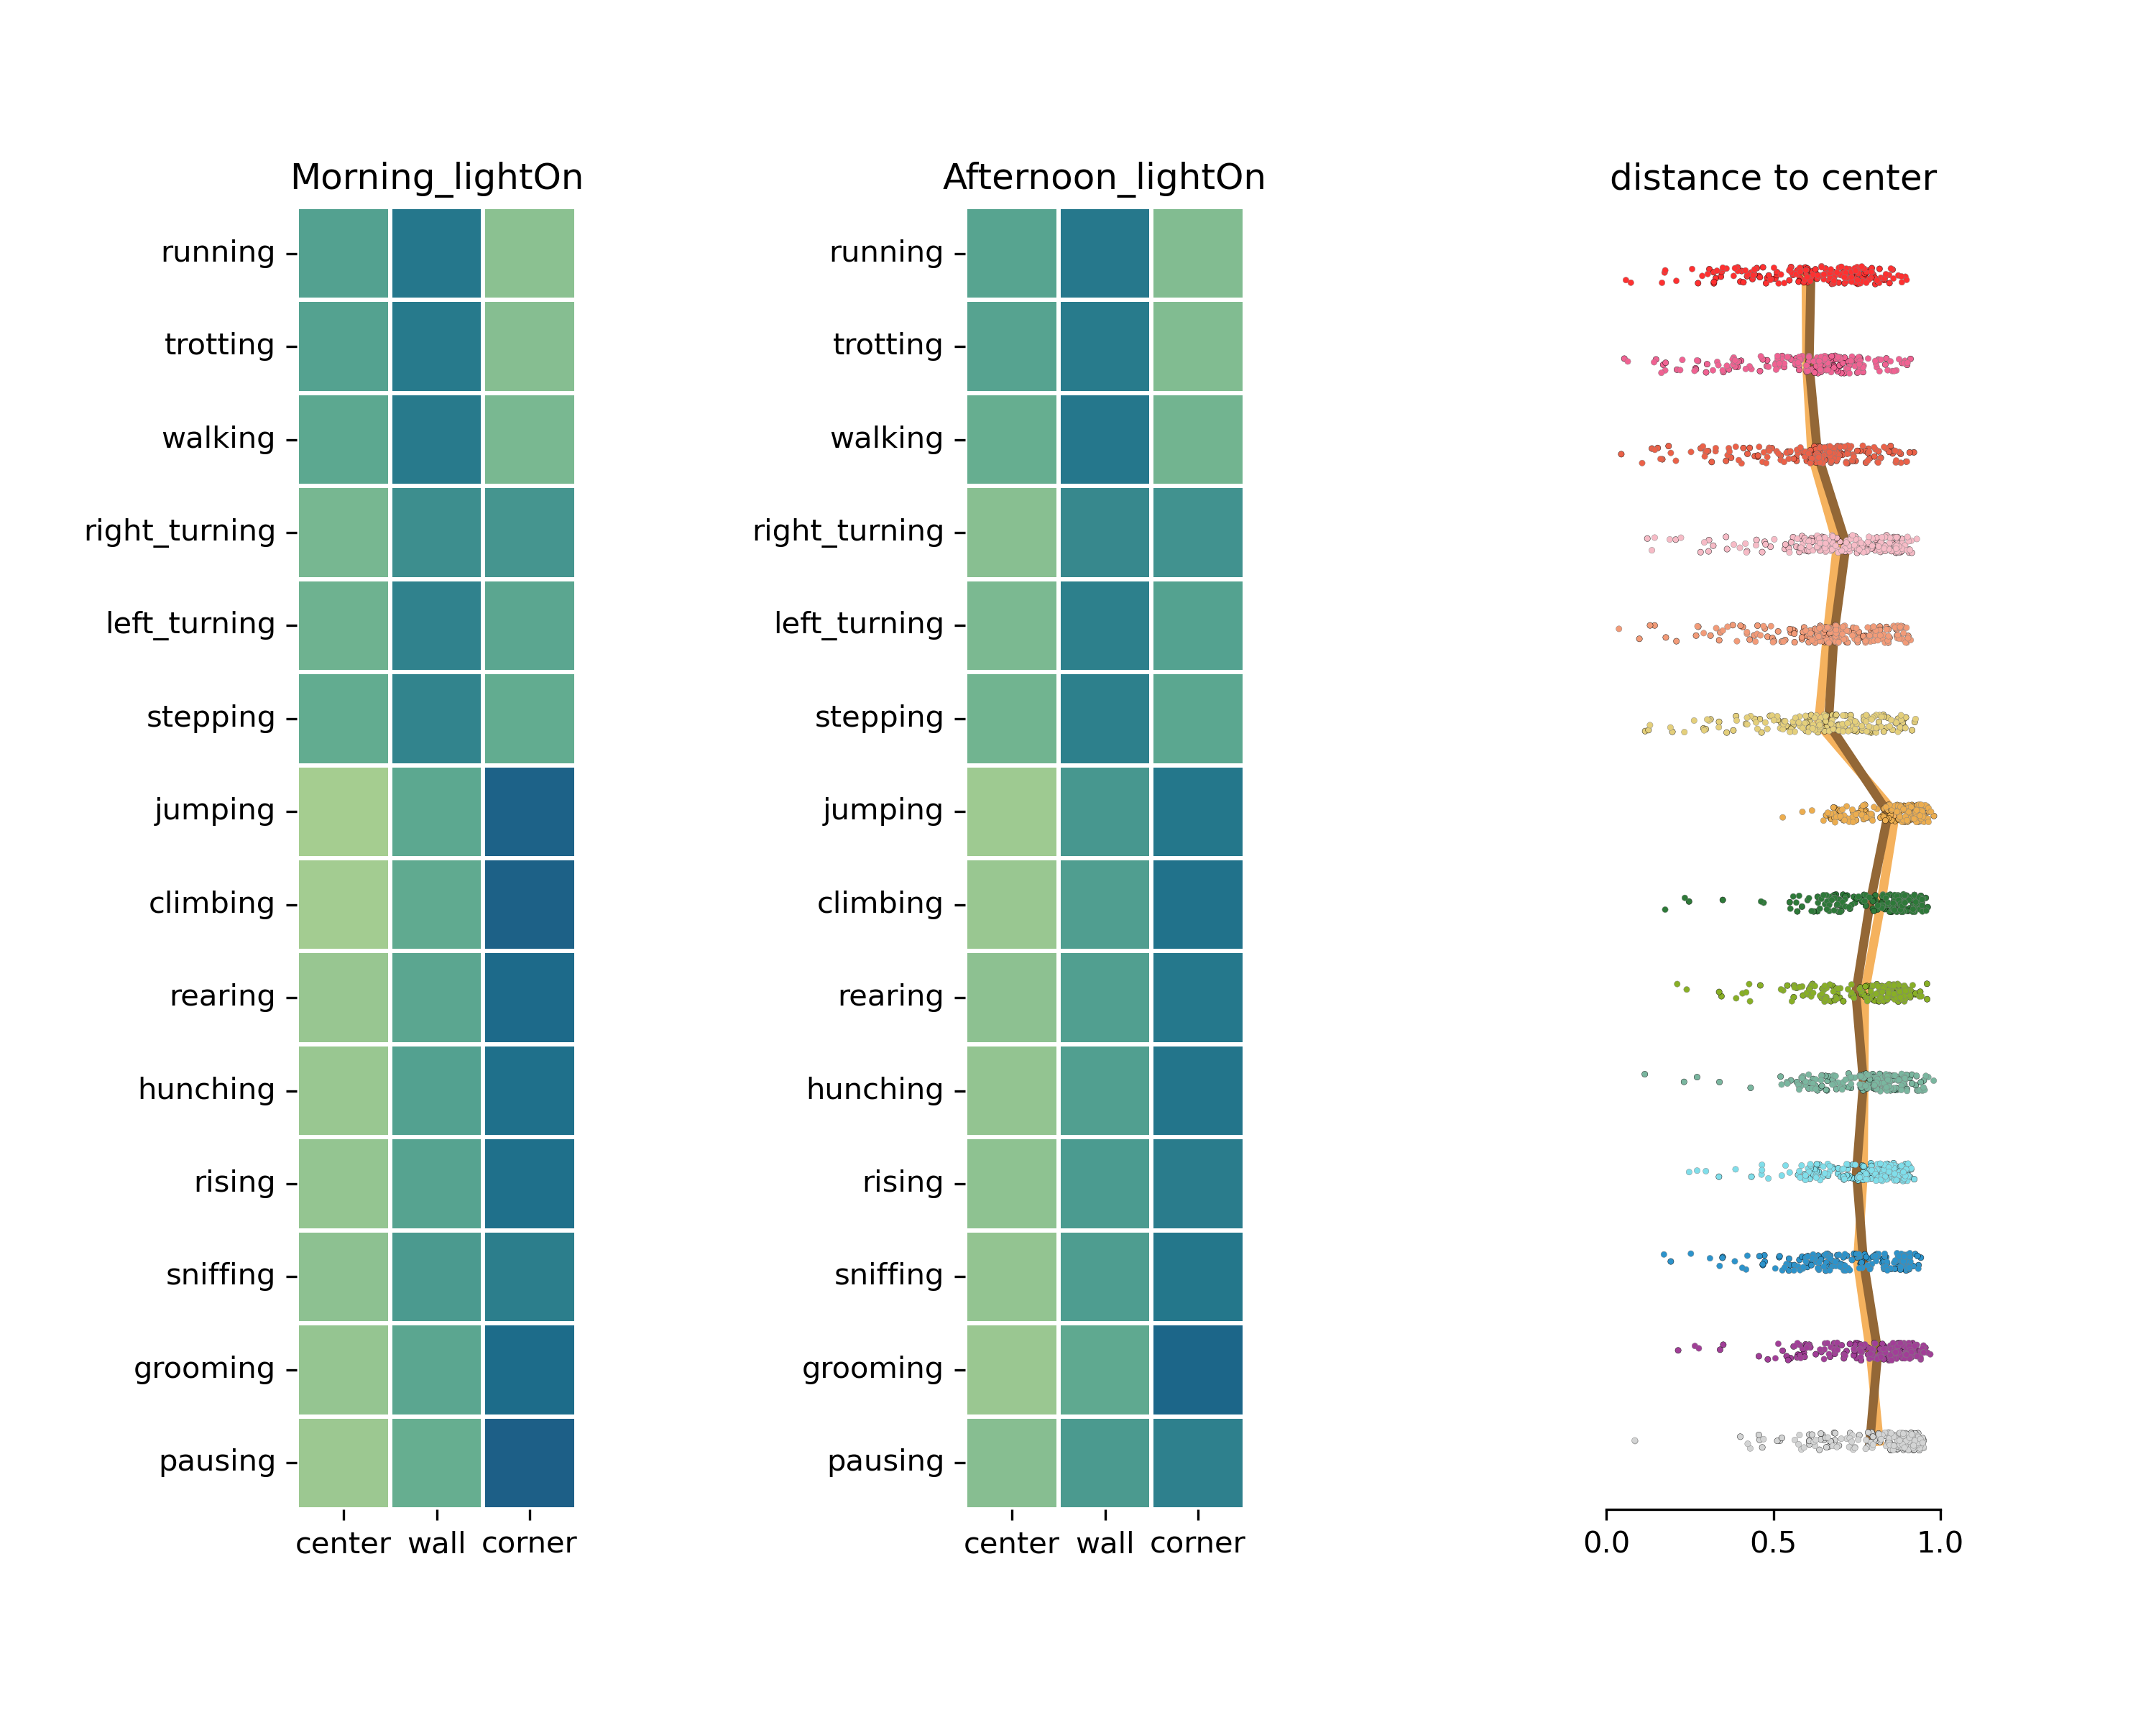 Morning_lightOn
running
trotting
walking
right_turning
left_turning
stepping
jumping
climbing
rearing
hunching
rising
sniffing
grooming
pausing
center wall corner
Afternoon_lightOn
running
trotting
walking
right_turning
left_turning
stepping
jumping
climbing
rearing
hunching
rising
sniffing
grooming
pausing
center wall corner
distance to center
0.0 0.5 1.0